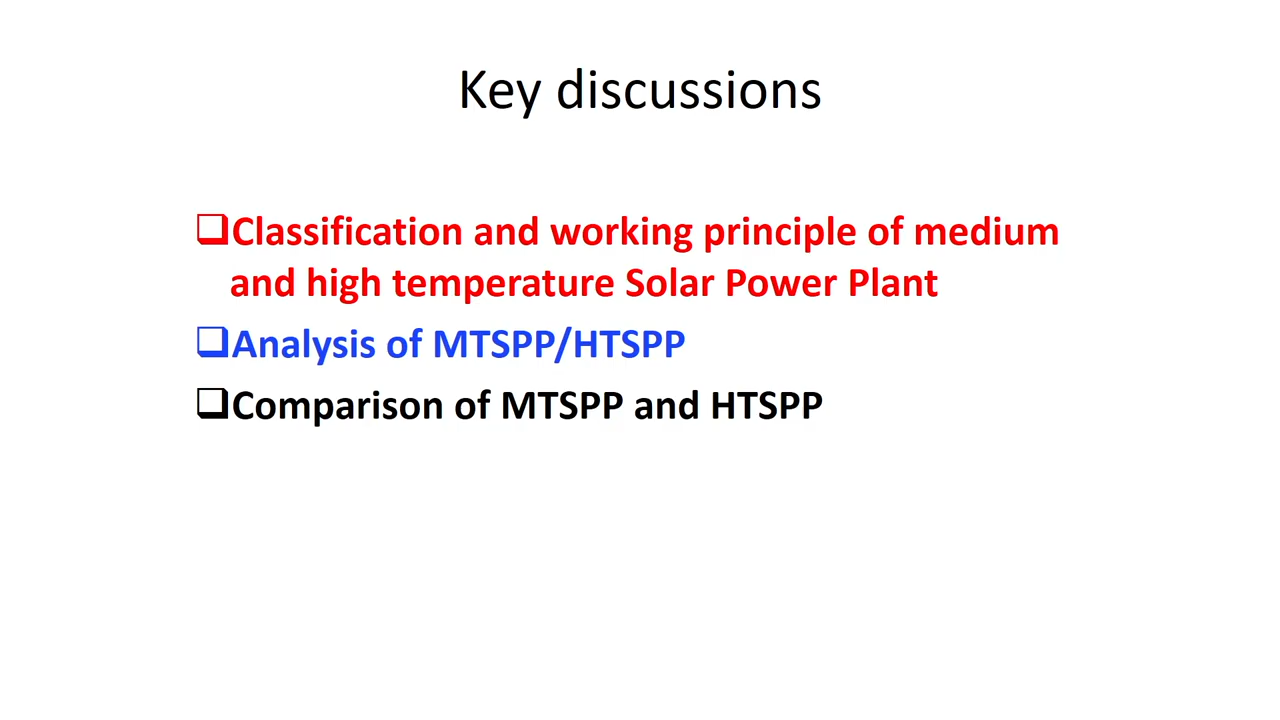 Key discussions
❑Classification and working principle of medium
and high temperature Solar Power Plant
❑Analysis of MTSPP/HTSPP
❑Comparison of MTSPP and HTSPP